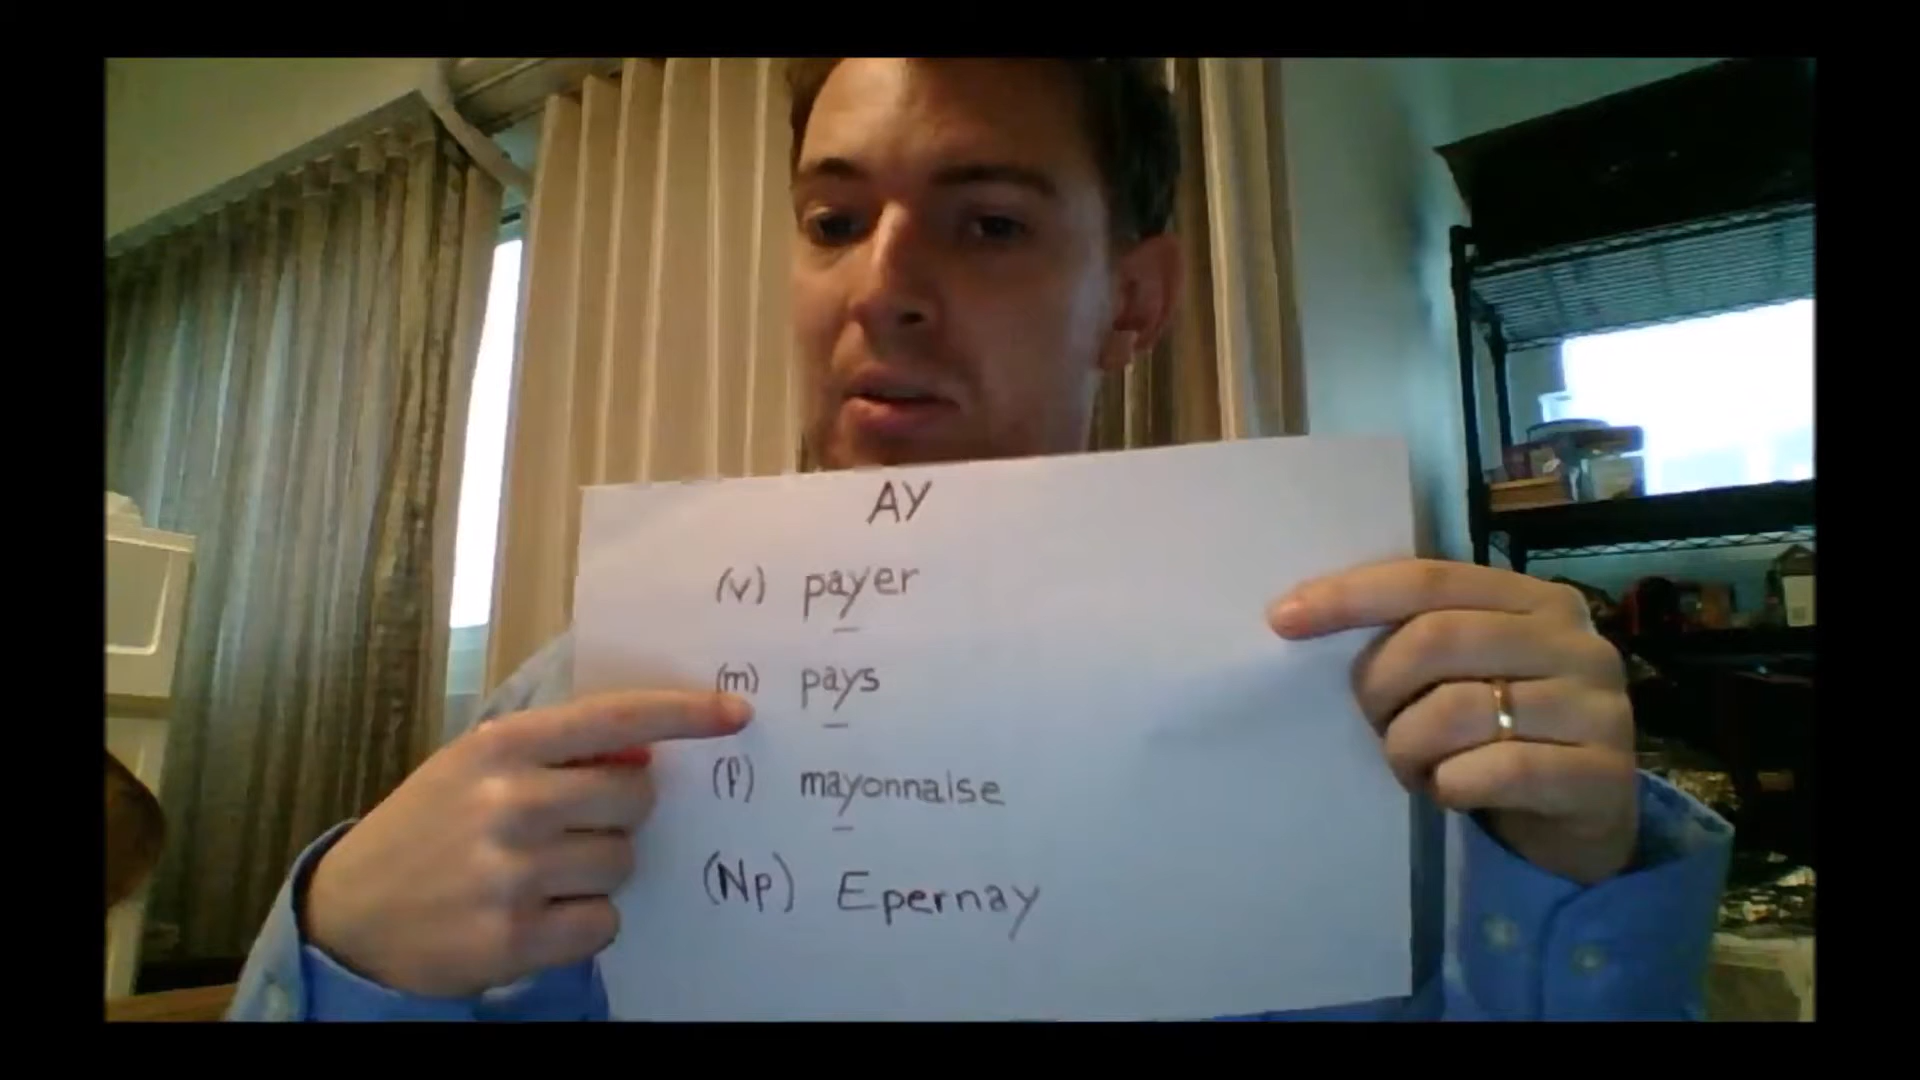 AY
(v) payer
(m) pays
(f) mayonnaise
(Np) Epernay